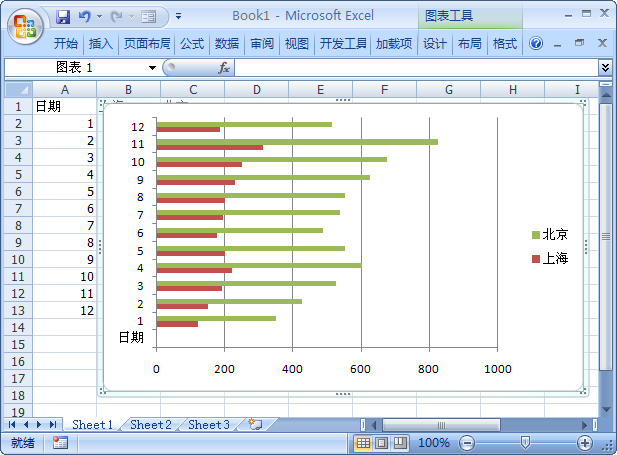 Book1 - Microsoft Excel
图表工具
开始 插入 页面布局 公式 数据 审阅 视图 开发工具 加载项 设计 布局 格式
图表 1
fx
A B C D E F G H I
1 日期
2 1
3 2
4 3
5 4
6 5
7 6
8 7
9 8
10 9
11 10
12 11
13 12
14
15
16
17
18
19
12
11
10
9
8
7
6
5
4
3
2
1
日期
0 200 400 600 800 1000
北京
上海
Sheet1 Sheet2 Sheet3
就绪
100%